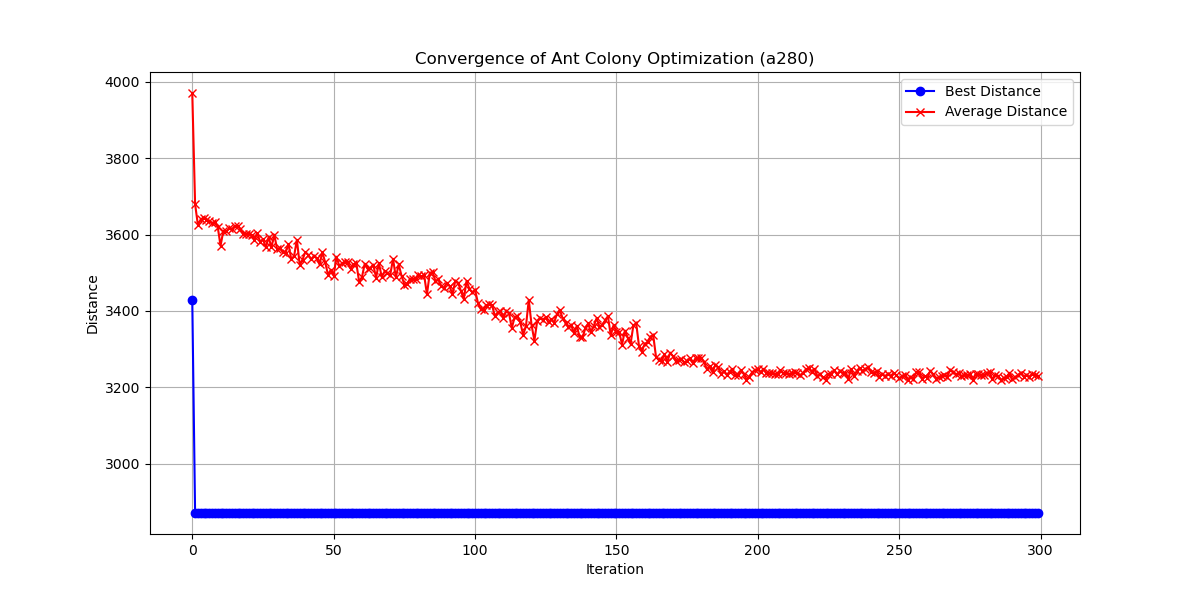 Convergence of Ant Colony Optimization (a280)
4000
3800
3600
3400
3200
3000
Distance
Best Distance
Average Distance
0 50 100 150 200 250 300
Iteration